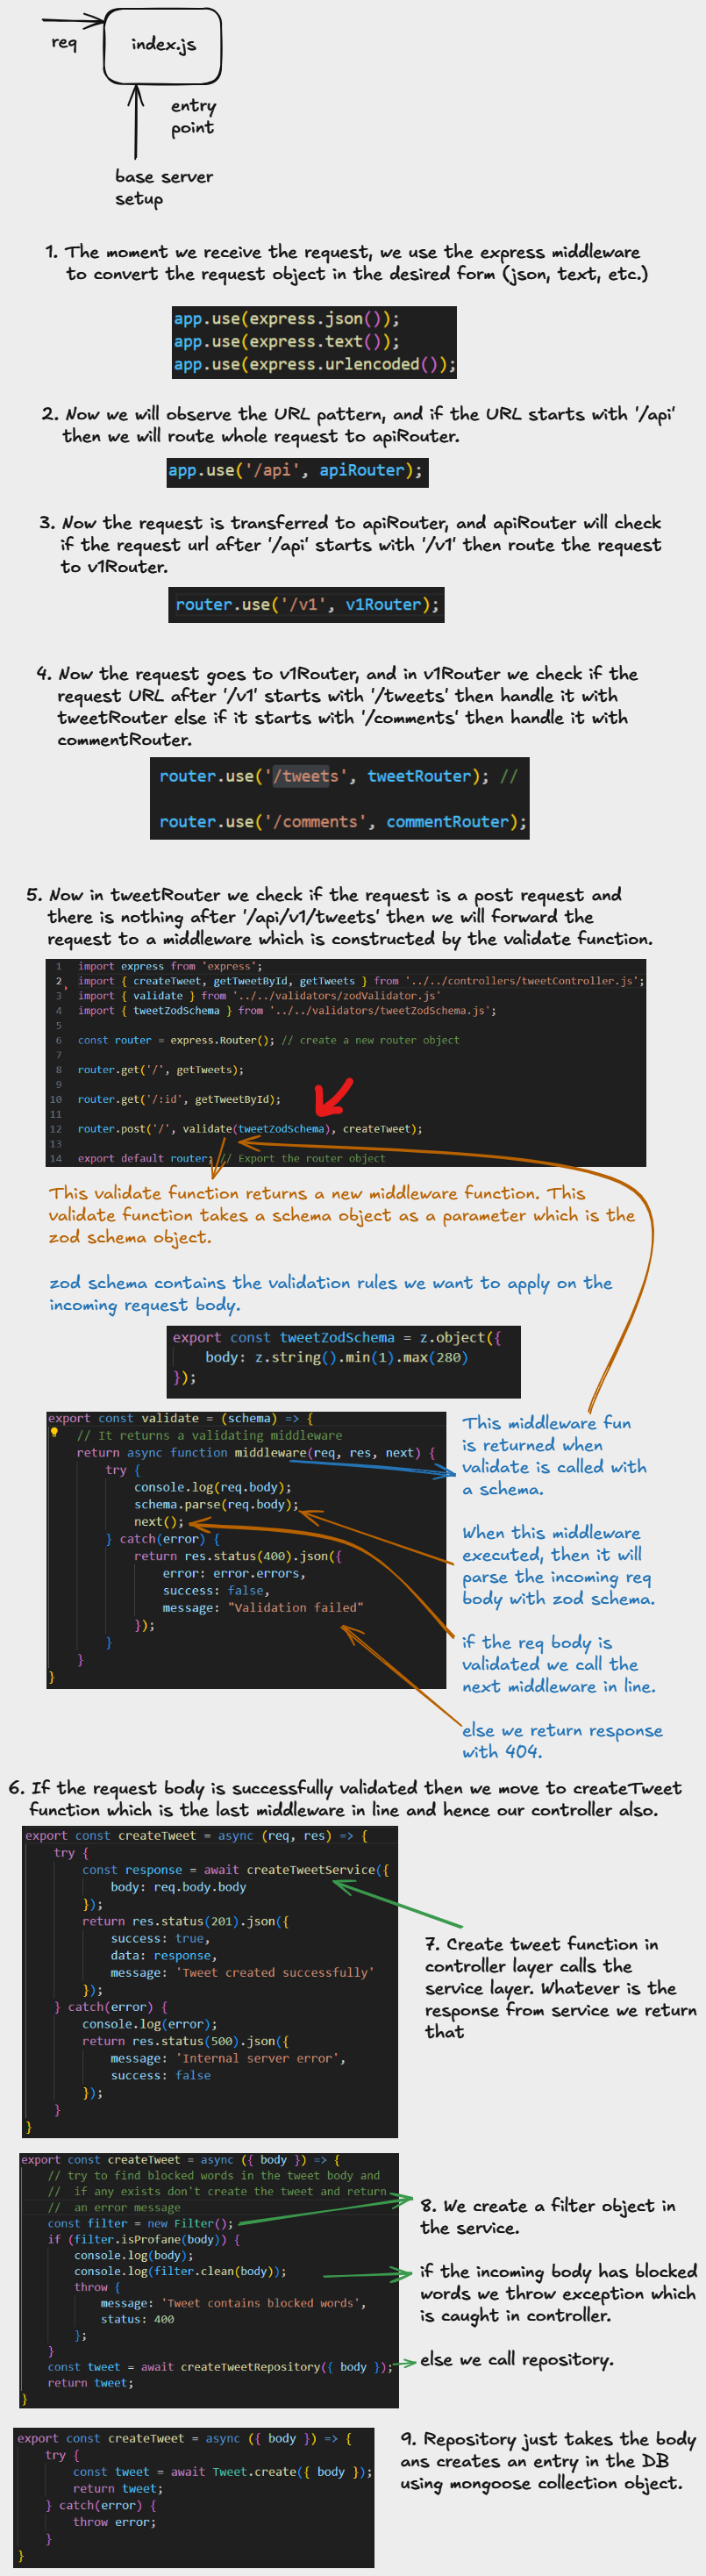 req
index.js
entry
point
base server
setup
1. The moment we receive the request, we use the express middleware
to convert the request object in the desired form (json, text, etc.)
app.use(express.json());
app.use(express.text());
app.use(express.urlencoded());
2. Now we will observe the URL pattern, and if the URL starts with '/api'
then we will route whole request to apiRouter.
app.use('/api', apiRouter);
3. Now the request is transferred to apiRouter, and apiRouter will check
if the request url after '/api' starts with '/v1' then route the request
to v1Router.
router.use('/v1', v1Router);
4. Now the request goes to v1Router, and in v1Router we check if the
request URL after '/v1' starts with '/tweets' then handle it with
tweetRouter else if it starts with '/comments' then handle it with
commentRouter.
router.use('/tweets', tweetRouter); //
router.use('/comments', commentRouter);
5. Now in tweetRouter we check if the request is a post request and
there is nothing after '/api/v1/tweets' then we will forward the
request to a middleware which is constructed by the validate function.
1 import express from 'express';
2 import { createTweet, getTweetById, getTweets } from '../../controllers/tweetController.js';
3 import { validate } from '../../validators/zodValidator.js'
4 import { tweetZodSchema } from '../../validators/tweetZodSchema.js';
5
6 const router = express.Router(); // create a new router object
7
8 router.get('/', getTweets);
9
10 router.get('/:id', getTweetById);
11
12 router.post('/', validate(tweetZodSchema), createTweet);
13
14 export default router; // Export the router object
This validate function returns a new middleware function. This
validate function takes a schema object as a parameter which is the
zod schema object.
zod schema contains the validation rules we want to apply on the
incoming request body.
export const tweetZodSchema = z.object({
body: z.string().min(1).max(280)
});
export const validate = (schema) => {
// It returns a validating middleware
return async function middleware(req, res, next) {
try {
console.log(req.body);
schema.parse(req.body);
next();
} catch(error) {
return res.status(400).json({
error: error.errors,
success: false,
message: "Validation failed"
});
}
}
}
This middleware fun
is returned when
validate is called with
a schema.
When this middleware
executed, then it will
parse the incoming req
body with zod schema.
if the req body is
validated we call the
next middleware in line.
else we return response
with 404.
6. If the request body is successfully validated then we move to createTweet
function which is the last middleware in line and hence our controller also.
export const createTweet = async (req, res) => {
try {
const response = await createTweetService({
body: req.body.body
});
return res.status(201).json({
success: true,
data: response,
message: 'Tweet created successfully'
});
} catch(error) {
console.log(error);
return res.status(500).json({
message: 'Internal server error',
success: false
});
}
}
7. Create tweet function in
controller layer calls the
service layer. Whatever is the
response from service we return
that
export const createTweet = async ({ body }) => {
// try to find blocked words in the tweet body and
// if any exists don't create the tweet and return
// an error message
const filter = new Filter();
if (filter.isProfane(body)) {
console.log(body);
console.log(filter.clean(body));
throw {
message: 'Tweet contains blocked words',
status: 400
};
}
const tweet = await createTweetRepository({ body });
return tweet;
}
8. We create a filter object in
the service.
if the incoming body has blocked
words we throw exception which
is caught in controller.
else we call repository.
export const createTweet = async ({ body }) => {
try {
const tweet = await Tweet.create({ body });
return tweet;
} catch(error) {
throw error;
}
}
9. Repository just takes the body
ans creates an entry in the DB
using mongoose collection object.